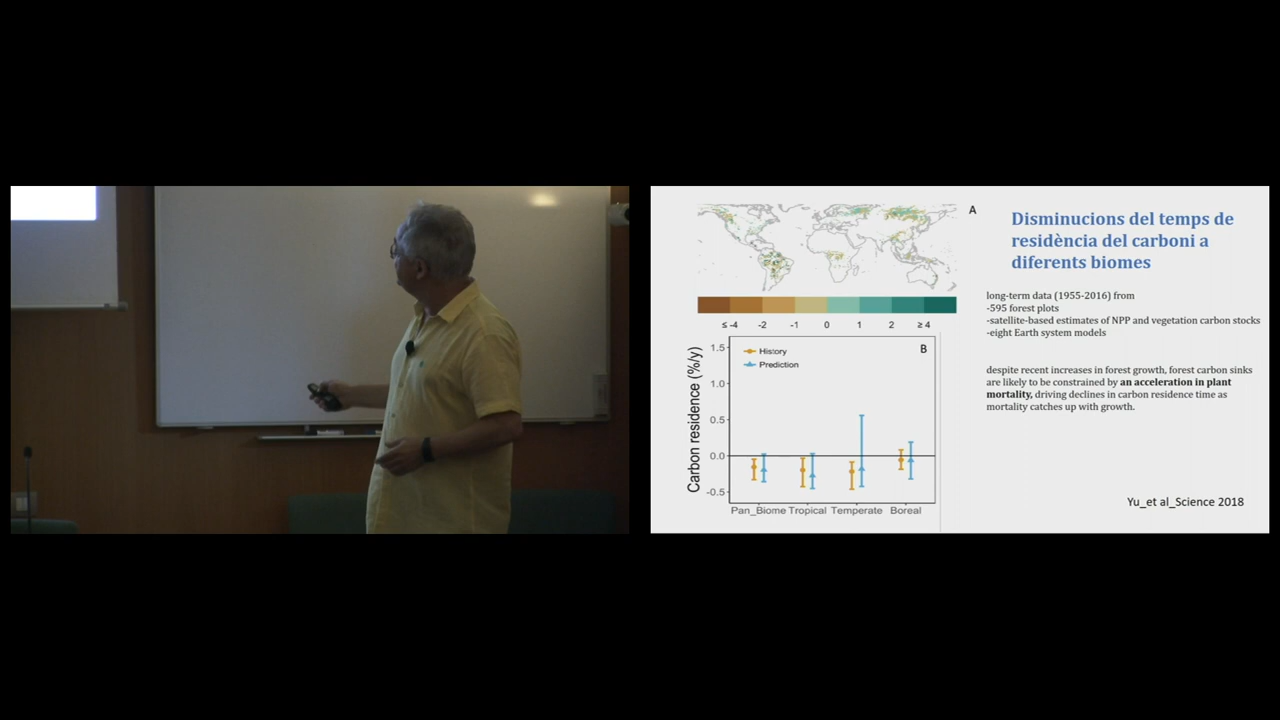 A
Disminucions del temps de
residència del carboni a
diferents biomes
≤ -4 -2 -1 0 1 2 ≥ 4
long-term data (1955-2016) from
-595 forest plots
-satellite-based estimates of NPP and vegetation carbon stocks
-eight Earth system models
B
History
Prediction
Carbon residence (%/y)
1.5
1.0
0.5
0.0
-0.5
Pan_Biome Tropical Temperate Boreal
despite recent increases in forest growth, forest carbon sinks
are likely to be constrained by an acceleration in plant
mortality, driving declines in carbon residence time as
mortality catches up with growth.
Yu_et al_Science 2018